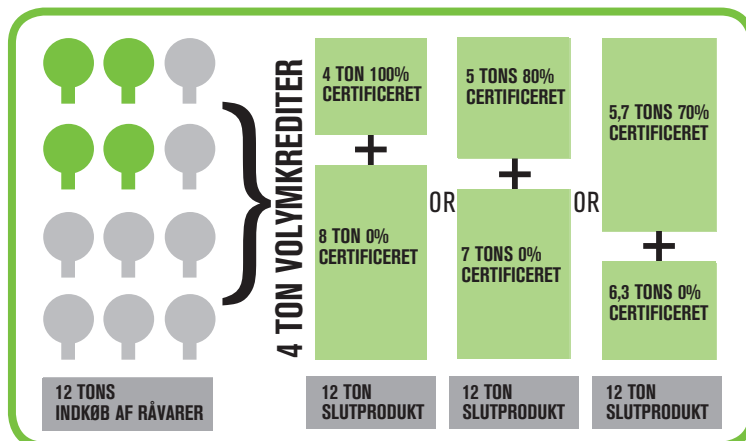 4 TON VOLYMKREDITER
4 TON 100%
CERTIFICERET
+
8 TON 0%
CERTIFICERET
OR
5 TONS 80%
CERTIFICERET
+
7 TONS 0%
CERTIFICERET
OR
5,7 TONS 70%
CERTIFICERET
+
6,3 TONS 0%
CERTIFICERET
12 TONS
INDKØB AF RÅVARER
12 TON
SLUTPRODUKT
12 TON
SLUTPRODUKT
12 TON
SLUTPRODUKT